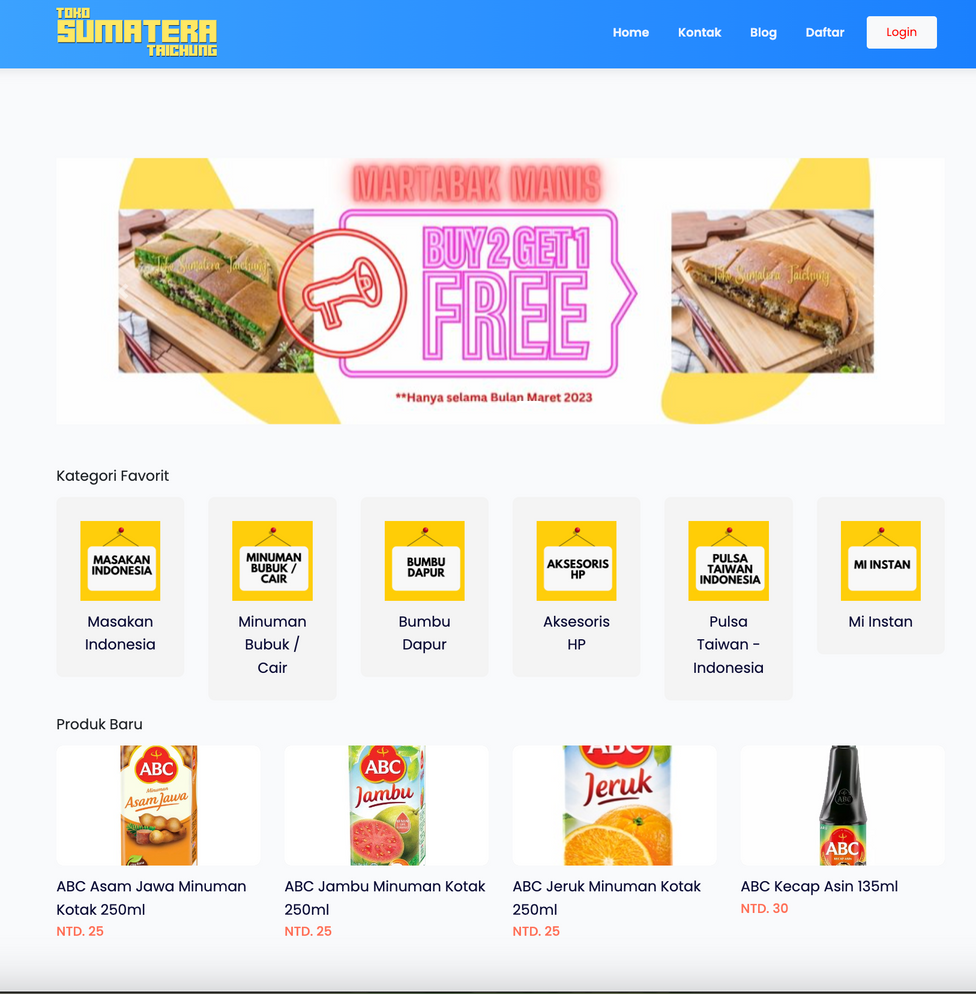 TOKO
SUMATERA
TAICHUNG
Home Kontak Blog Daftar Login
MARTABAK MANIS
BUY 2 GET 1
FREE
Toko Sumatera Taichung
Toko Sumatera Taichung
**Hanya selama Bulan Maret 2023
Kategori Favorit
MASAKAN
INDONESIA
MINUMAN
BUBUK /
CAIR
BUMBU
DAPUR
AKSESORIS
HP
PULSA
TAIWAN
INDONESIA
MI INSTAN
Masakan
Indonesia
Minuman
Bubuk /
Cair
Bumbu
Dapur
Aksesoris
HP
Pulsa
Taiwan -
Indonesia
Mi Instan
Produk Baru
ABC
Minuman
Asam Jawa
ABC
Jambu
ABC
Jeruk
ABC
ABC
ABC Asam Jawa Minuman
Kotak 250ml
NTD. 25
ABC Jambu Minuman Kotak
250ml
NTD. 25
ABC Jeruk Minuman Kotak
250ml
NTD. 25
ABC Kecap Asin 135ml
NTD. 30